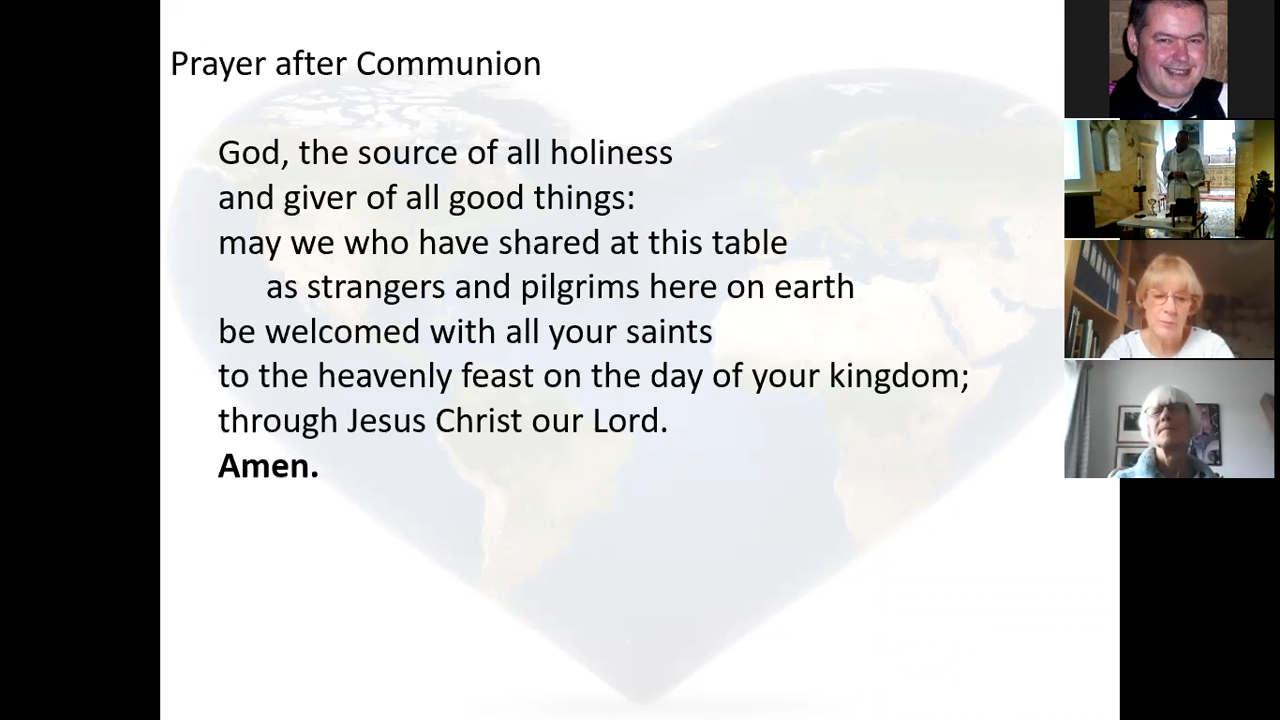 Prayer after Communion
God, the source of all holiness
and giver of all good things:
may we who have shared at this table
as strangers and pilgrims here on earth
be welcomed with all your saints
to the heavenly feast on the day of your kingdom;
through Jesus Christ our Lord.
Amen.